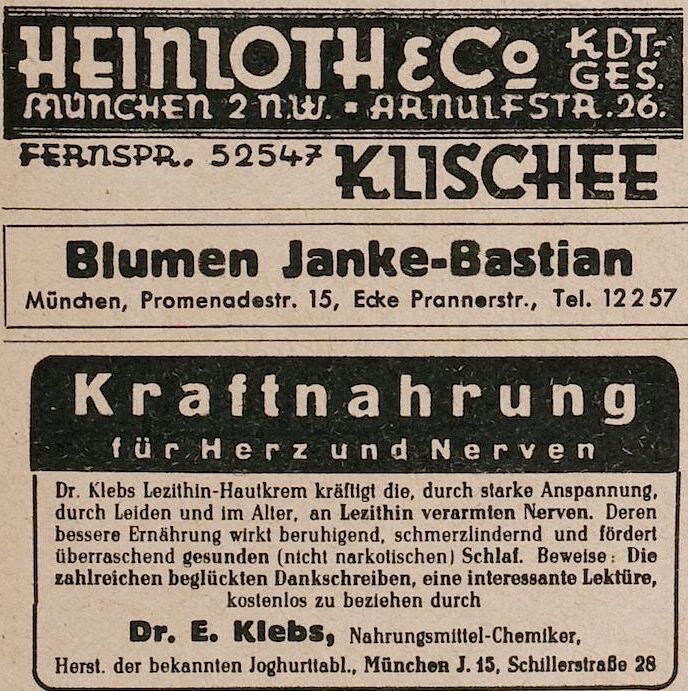 HEINLOTH & Co KDT.-
GES.
MÜNCHEN 2 N.W. ▪ ARNULFSTR. 26.
FERNSPR. 52547 KLISCHEE
Blumen Janke-Bastian
München, Promenadestr. 15, Ecke Prannerstr., Tel. 12257
Kraftnahrung
für Herz und Nerven
Dr. Klebs Lezithin-Hautkrem kräftigt die, durch starke Anspannung,
durch Leiden und im Alter, an Lezithin verarmten Nerven. Deren
bessere Ernährung wirkt beruhigend, schmerzlindernd und fördert
überraschend gesunden (nicht narkotischen) Schlaf. Beweise: Die
zahlreichen beglückten Dankschreiben, eine interessante Lektüre,
kostenlos zu beziehen durch
Dr. E. Klebs, Nahrungsmittel-Chemiker,
Herst. der bekannten Joghurttabl., München J. 15, Schillerstraße 28